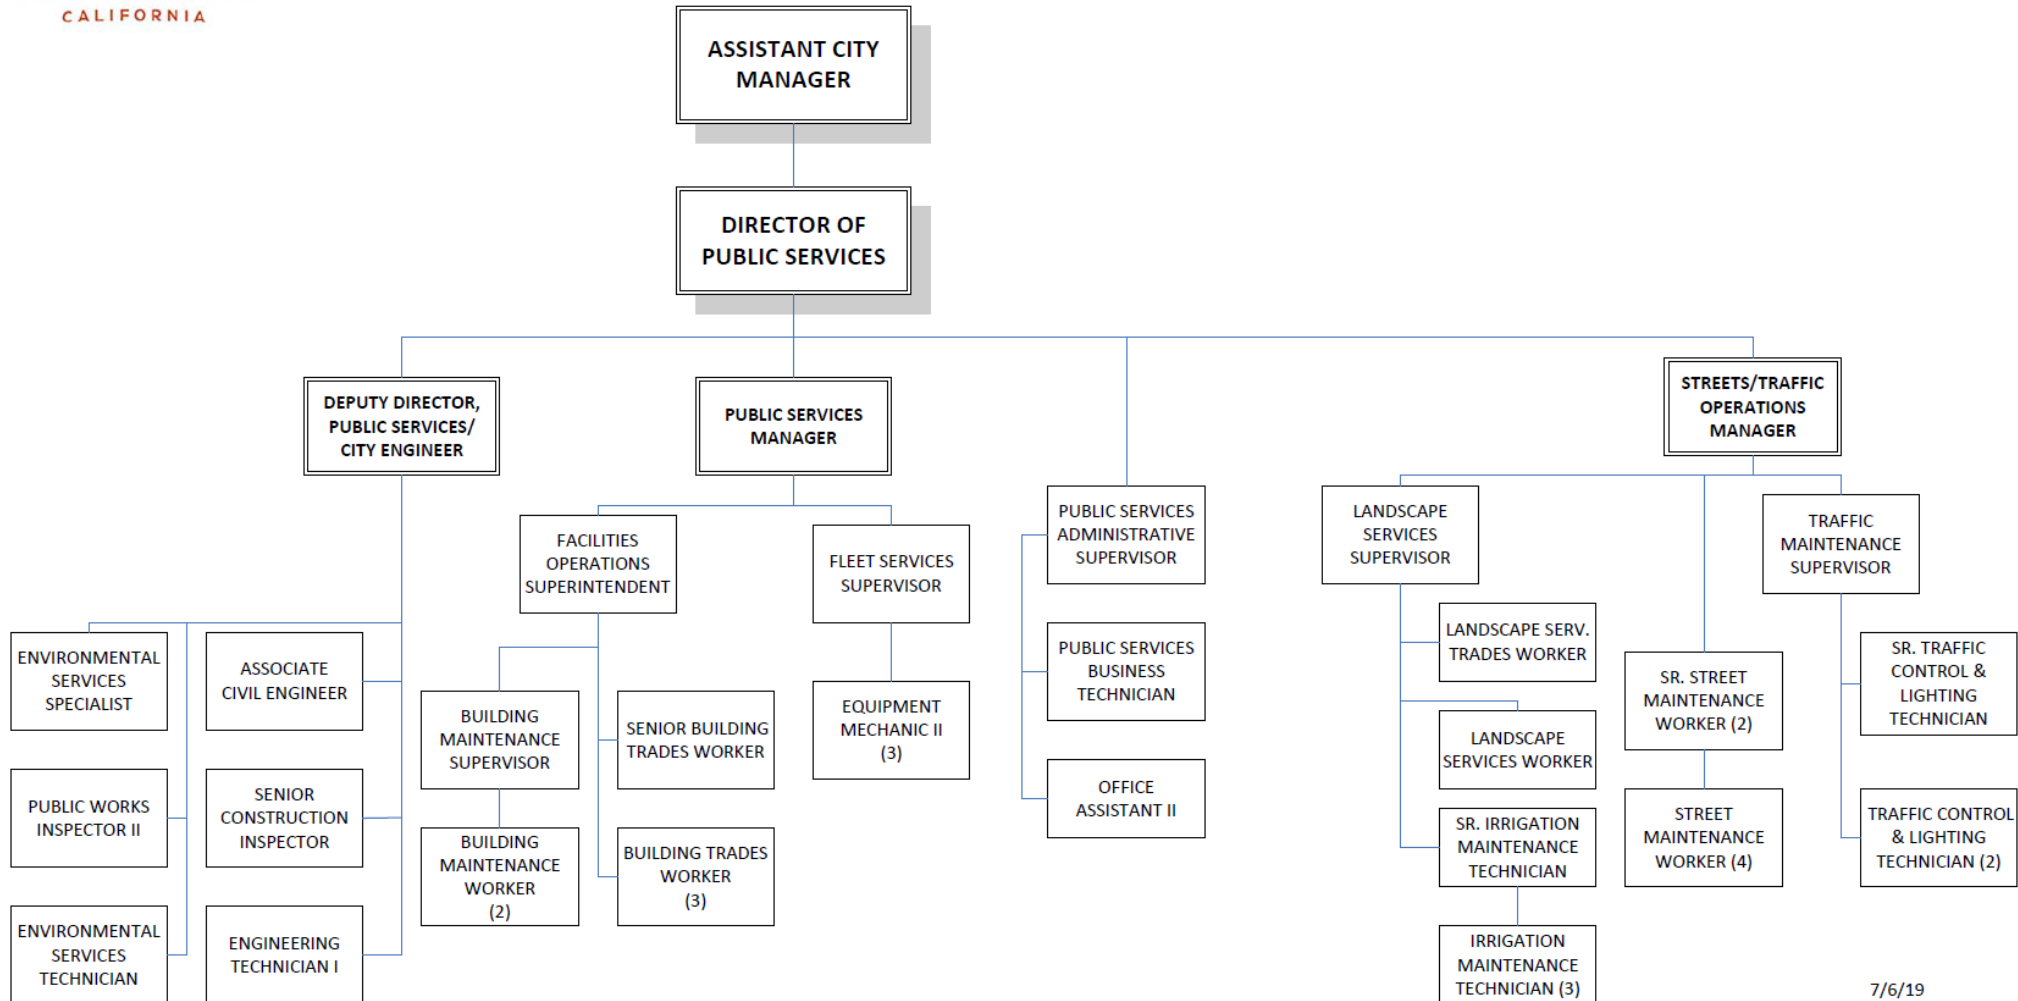 CALIFORNIA
ASSISTANT CITY
MANAGER
DIRECTOR OF
PUBLIC SERVICES
DEPUTY DIRECTOR,
PUBLIC SERVICES/
CITY ENGINEER
PUBLIC SERVICES
MANAGER
STREETS/TRAFFIC
OPERATIONS
MANAGER
ENVIRONMENTAL
SERVICES
SPECIALIST
ASSOCIATE
CIVIL ENGINEER
PUBLIC WORKS
INSPECTOR II
SENIOR
CONSTRUCTION
INSPECTOR
ENVIRONMENTAL
SERVICES
TECHNICIAN
ENGINEERING
TECHNICIAN I
FACILITIES
OPERATIONS
SUPERINTENDENT
FLEET SERVICES
SUPERVISOR
BUILDING
MAINTENANCE
SUPERVISOR
SENIOR BUILDING
TRADES WORKER
EQUIPMENT
MECHANIC II
(3)
BUILDING
MAINTENANCE
WORKER
(2)
BUILDING TRADES
WORKER
(3)
PUBLIC SERVICES
ADMINISTRATIVE
SUPERVISOR
PUBLIC SERVICES
BUSINESS
TECHNICIAN
OFFICE
ASSISTANT II
LANDSCAPE
SERVICES
SUPERVISOR
LANDSCAPE SERV.
TRADES WORKER
LANDSCAPE
SERVICES WORKER
SR. IRRIGATION
MAINTENANCE
TECHNICIAN
IRRIGATION
MAINTENANCE
TECHNICIAN (3)
SR. STREET
MAINTENANCE
WORKER (2)
STREET
MAINTENANCE
WORKER (4)
TRAFFIC
MAINTENANCE
SUPERVISOR
SR. TRAFFIC
CONTROL &
LIGHTING
TECHNICIAN
TRAFFIC CONTROL
& LIGHTING
TECHNICIAN (2)
7/6/19